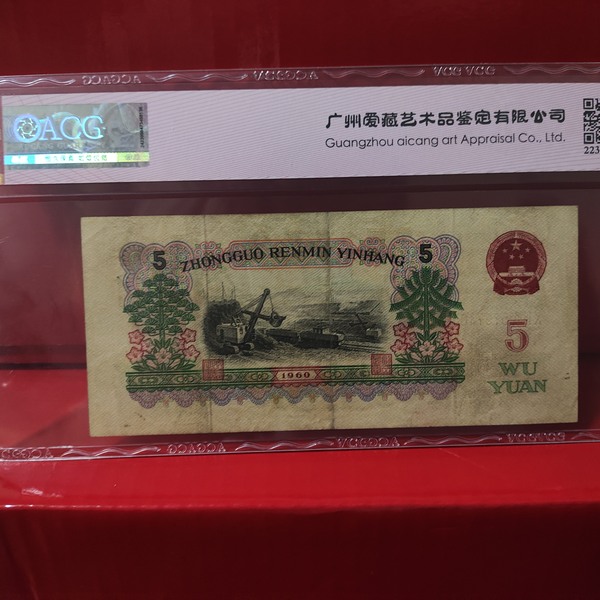 ACG
广州爱藏艺术品鉴定有限公司
Guangzhou aicang art Appraisal Co., Ltd.
223
5
ZHONGGUO RENMIN YINHANG
5
1960
5
WU
YUAN